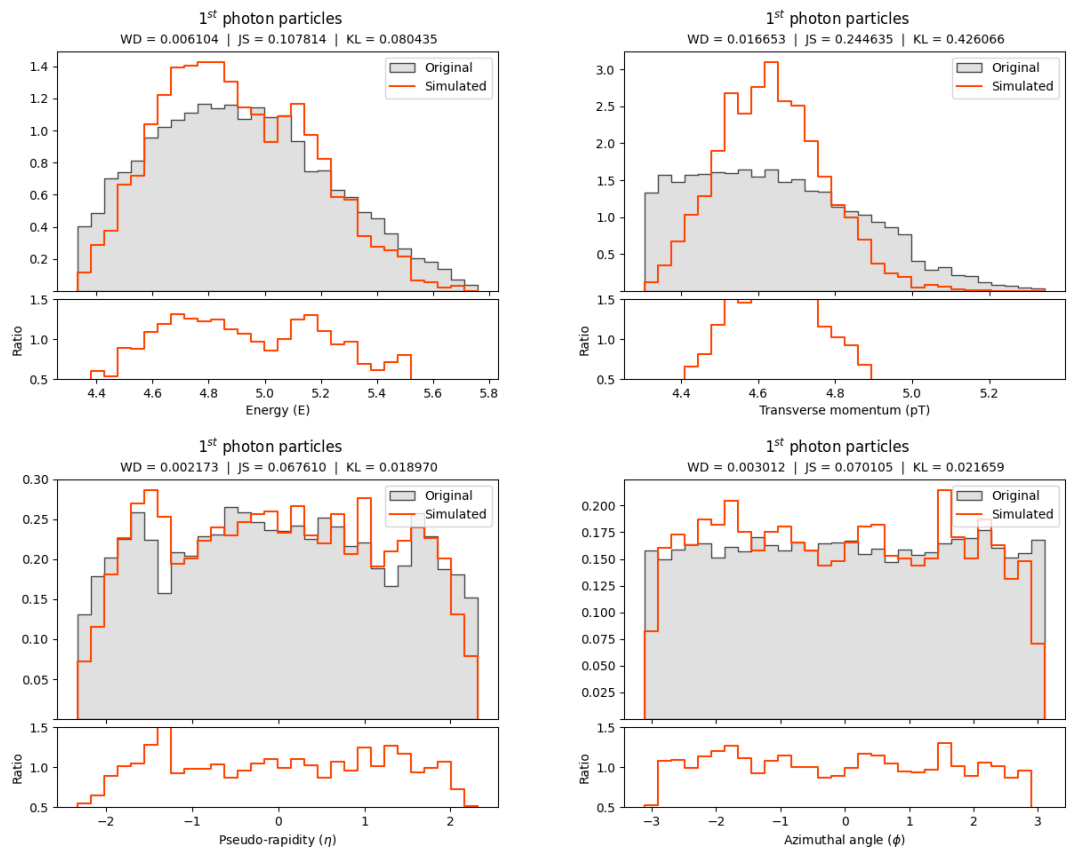 1st photon particles
WD = 0.006104 | JS = 0.107814 | KL = 0.080435
1.4
1.2
1.0
0.8
0.6
0.4
0.2
Original
Simulated
1.5
1.0
0.5
Ratio
4.4 4.6 4.8 5.0 5.2 5.4 5.6 5.8
Energy (E)
1st photon particles
WD = 0.016653 | JS = 0.244635 | KL = 0.426066
3.0
2.5
2.0
1.5
1.0
0.5
Original
Simulated
1.5
1.0
0.5
Ratio
4.4 4.6 4.8 5.0 5.2
Transverse momentum (pT)
1st photon particles
WD = 0.002173 | JS = 0.067610 | KL = 0.018970
0.30
0.25
0.20
0.15
0.10
0.05
Original
Simulated
1.5
1.0
0.5
Ratio
−2 −1 0 1 2
Pseudo-rapidity (η)
1st photon particles
WD = 0.003012 | JS = 0.070105 | KL = 0.021659
0.200
0.175
0.150
0.125
0.100
0.075
0.050
0.025
Original
Simulated
1.5
1.0
0.5
Ratio
−3 −2 −1 0 1 2 3
Azimuthal angle (ϕ)